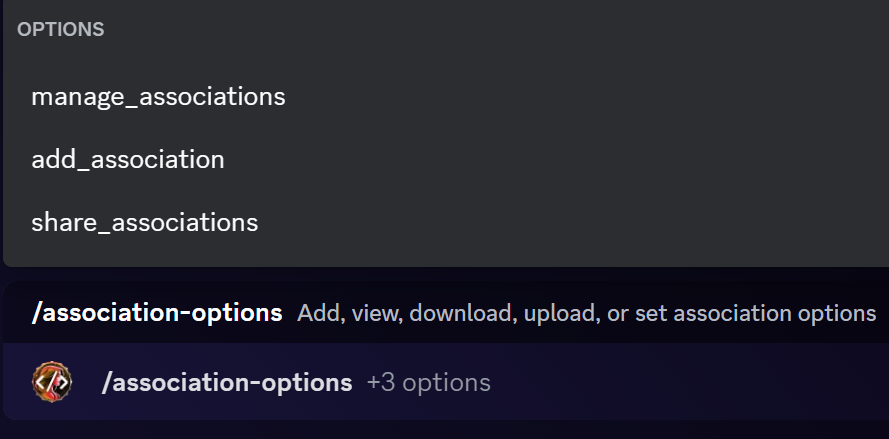 OPTIONS
manage_associations
add_association
share_associations
/association-options Add, view, download, upload, or set association options
</> /association-options +3 options